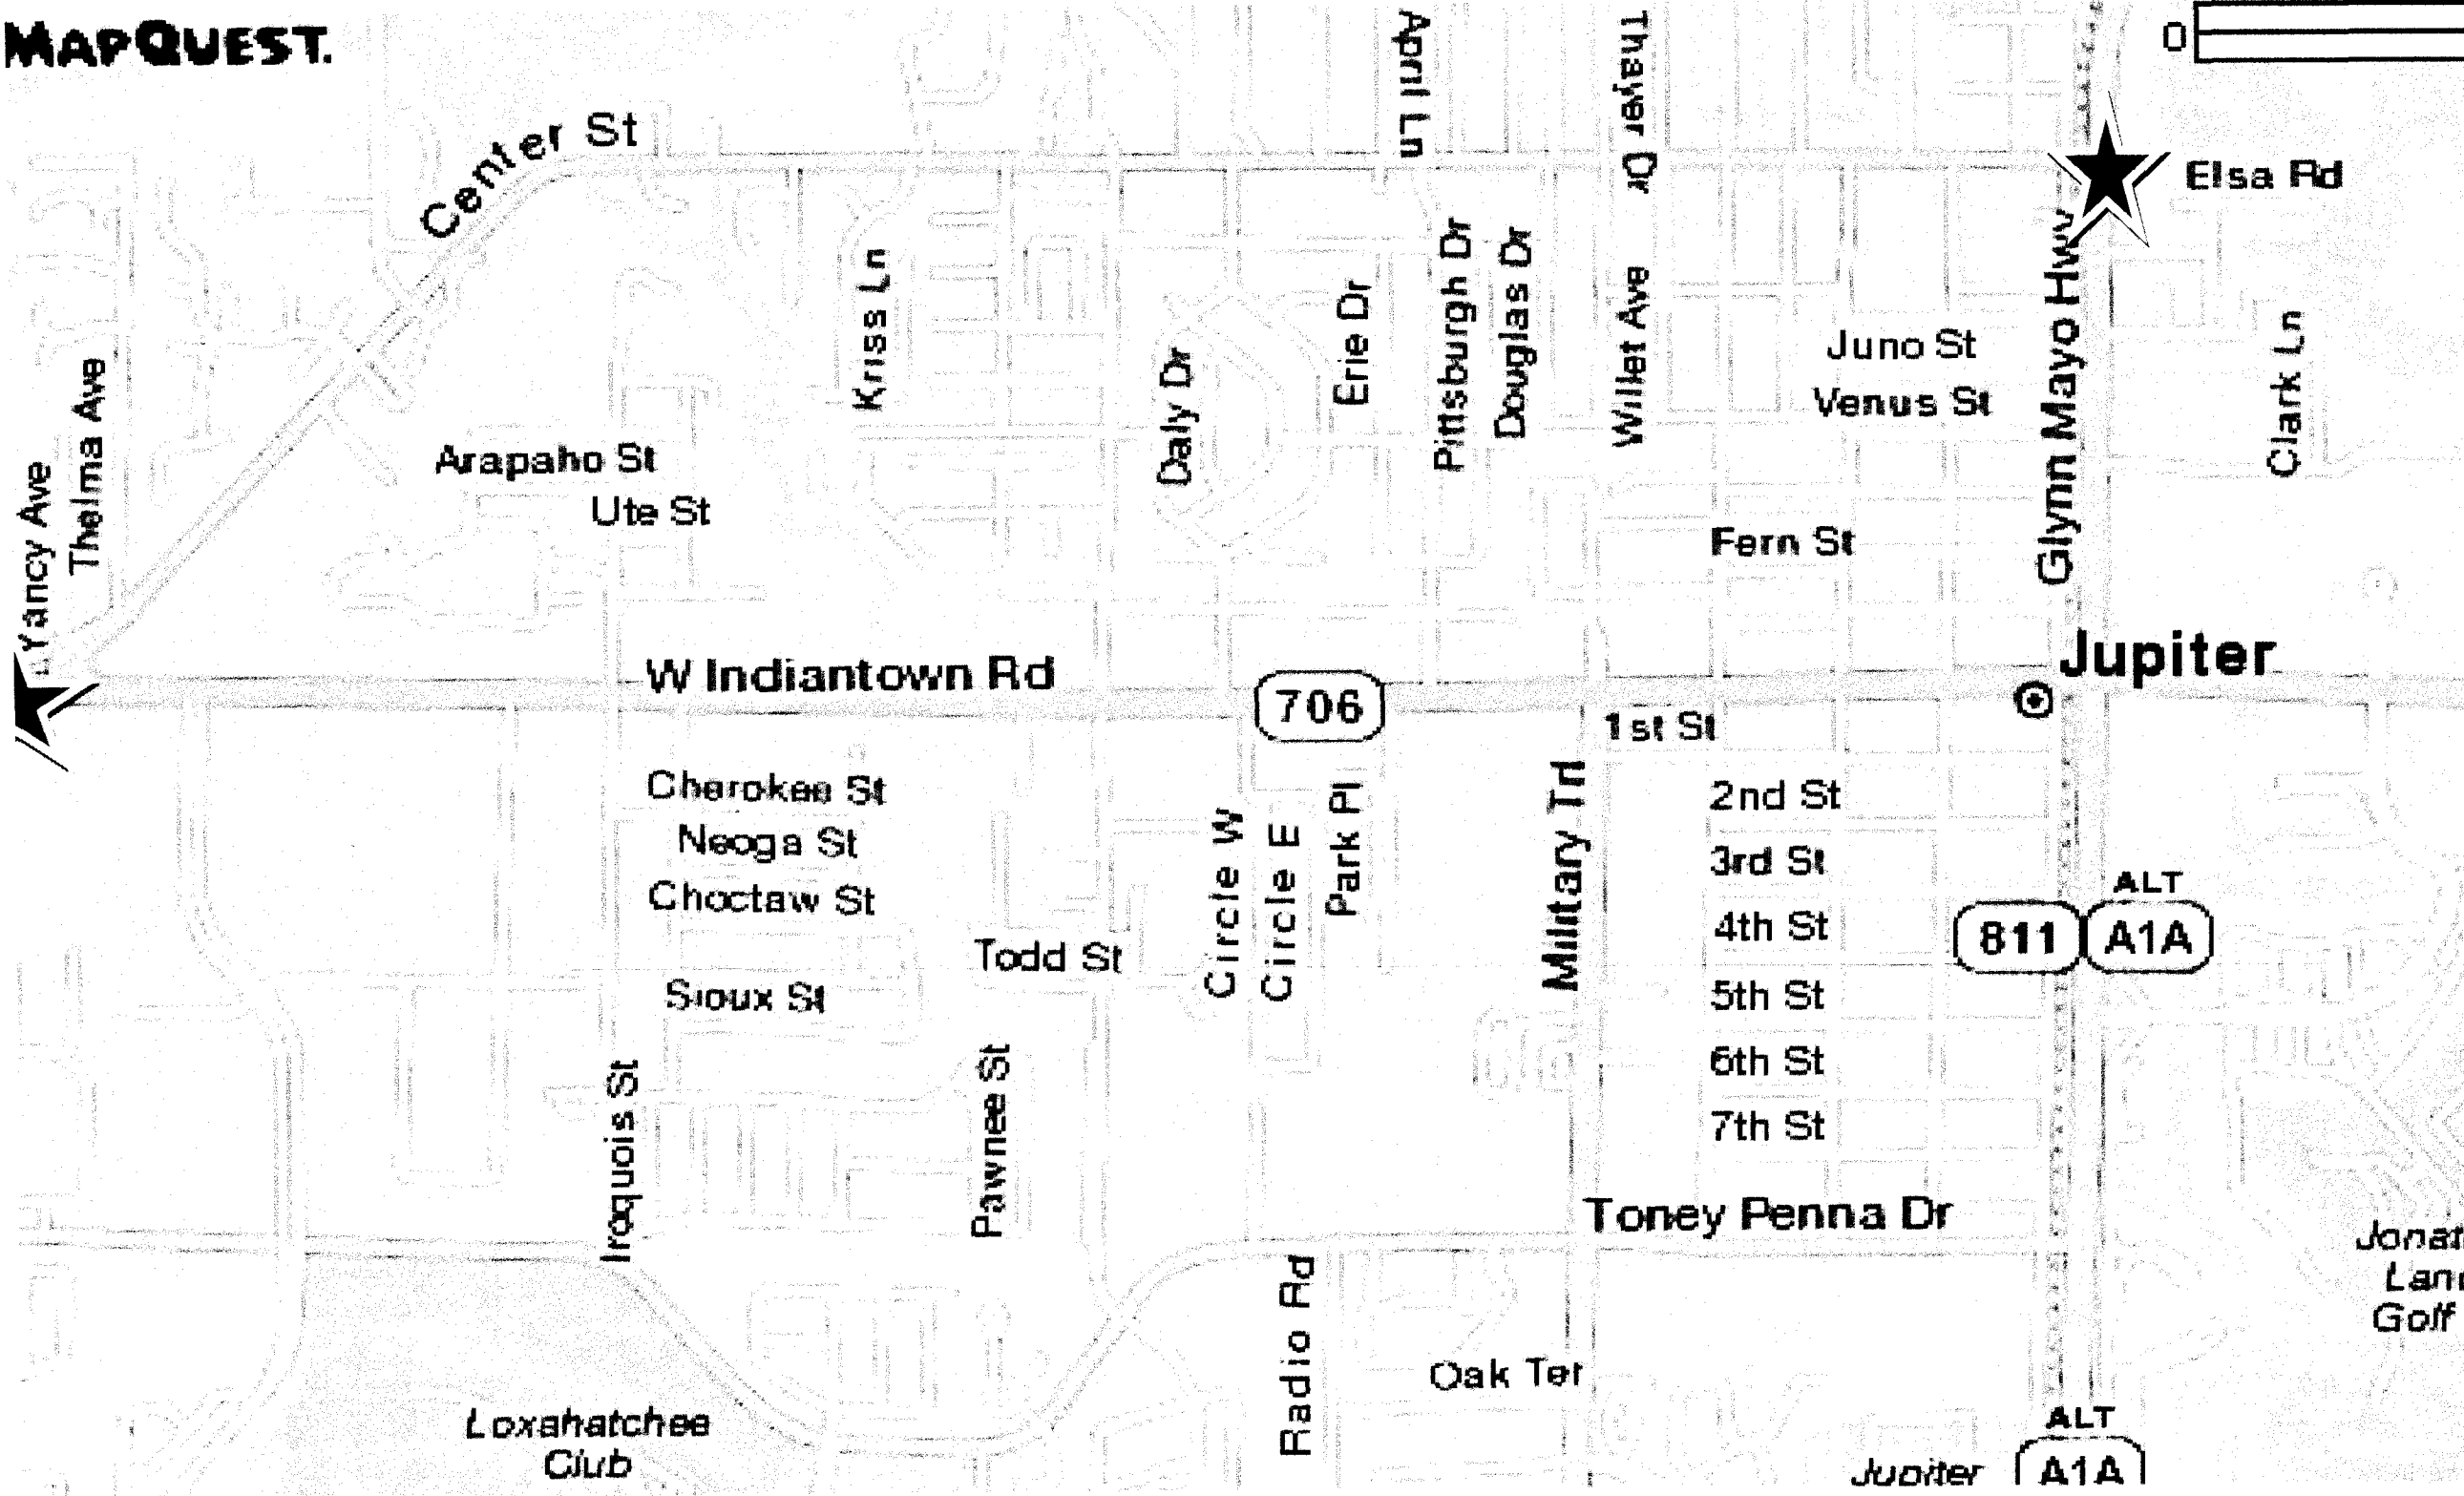 MAPQUEST.
0
April Ln
Thayer Dr
Center St
Elsa Rd
Kriss Ln
Erie Dr
Pittsburgh Dr
Douglas Dr
Willet Ave
Glynn Mayo Hwy
Juno St
Venus St
Clark Ln
Thelma Ave
Yancy Ave
Daly Dr
Arapaho St
Ute St
Fern St
Jupiter
W Indiantown Rd
706
1st St
Cherokee St
Neoga St
Choctaw St
Circle W
Circle E
Park Pl
Military Trl
2nd St
3rd St
4th St
5th St
6th St
7th St
ALT
811
A1A
Todd St
Sioux St
Iroquois St
Pawnee St
Toney Penna Dr
Radio Rd
Oak Ter
Golf
Loxahatchee
Club
ALT
Jupiter
A1A